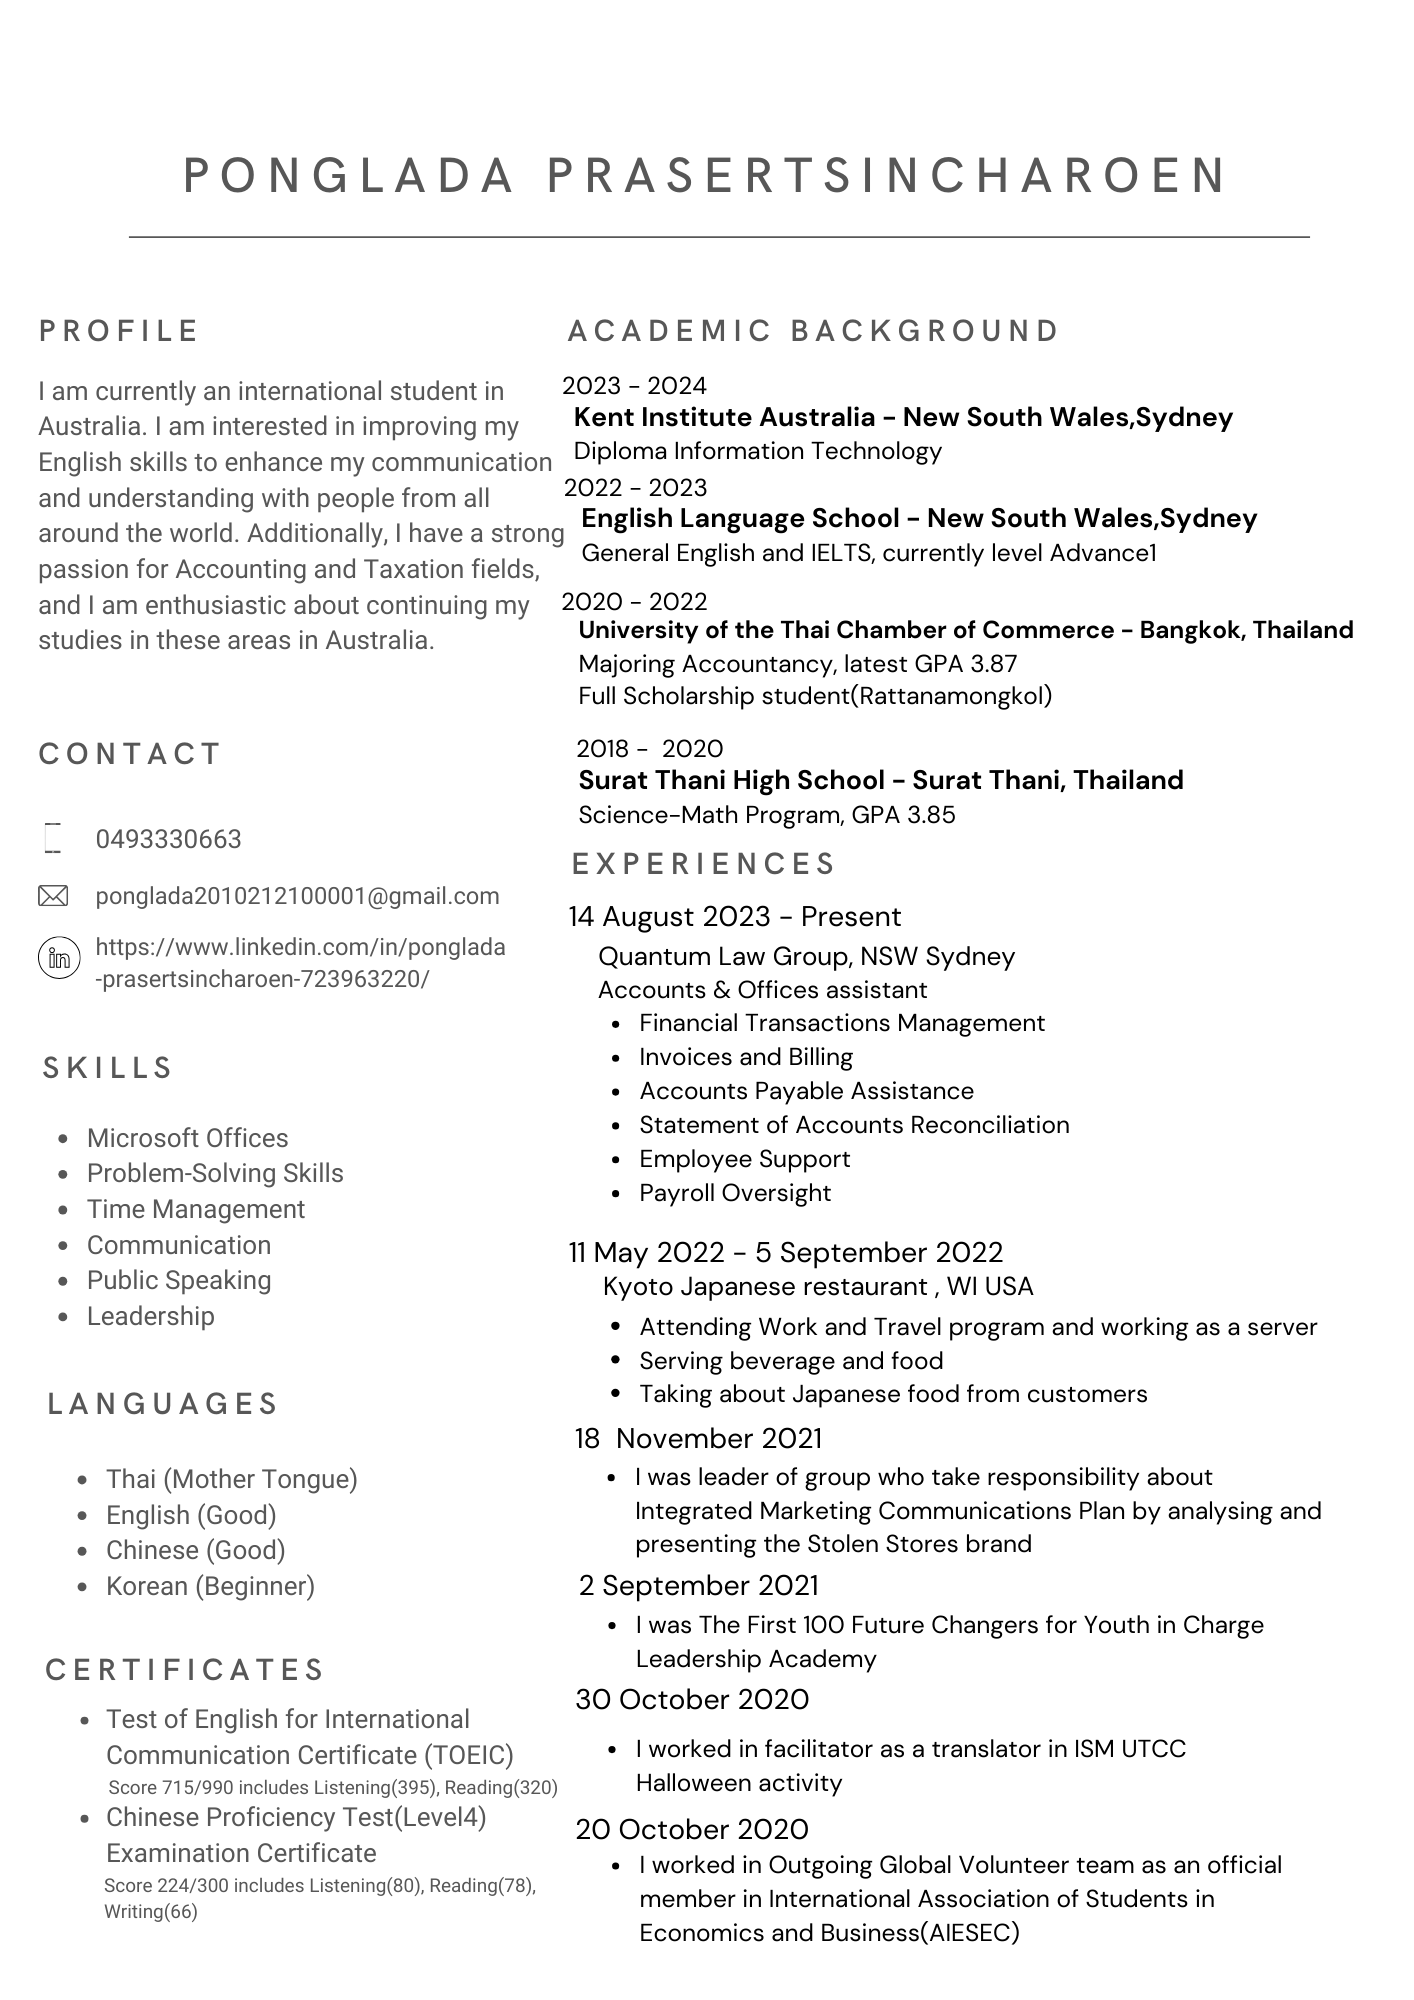 PONGLADA PRASERTSINCHAROEN
PROFILE
I am currently an international student in
Australia. I am interested in improving my
English skills to enhance my communication
and understanding with people from all
around the world. Additionally, I have a strong
passion for Accounting and Taxation fields,
and I am enthusiastic about continuing my
studies in these areas in Australia.
CONTACT
0493330663
ponglada2010212100001@gmail.com
https://www.linkedin.com/in/ponglada
-prasertsincharoen-723963220/
SKILLS
• Microsoft Offices
• Problem-Solving Skills
• Time Management
• Communication
• Public Speaking
• Leadership
LANGUAGES
• Thai (Mother Tongue)
• English (Good)
• Chinese (Good)
• Korean (Beginner)
CERTIFICATES
• Test of English for International
Communication Certificate (TOEIC)
Score 715/990 includes Listening(395), Reading(320)
• Chinese Proficiency Test(Level4)
Examination Certificate
Score 224/300 includes Listening(80), Reading(78),
Writing(66)
ACADEMIC BACKGROUND
2023 - 2024
Kent Institute Australia - New South Wales,Sydney
Diploma Information Technology
2022 - 2023
English Language School - New South Wales,Sydney
General English and IELTS, currently level Advance1
2020 - 2022
University of the Thai Chamber of Commerce - Bangkok, Thailand
Majoring Accountancy, latest GPA 3.87
Full Scholarship student(Rattanamongkol)
2018 - 2020
Surat Thani High School - Surat Thani, Thailand
Science-Math Program, GPA 3.85
EXPERIENCES
14 August 2023 - Present
Quantum Law Group, NSW Sydney
Accounts & Offices assistant
• Financial Transactions Management
• Invoices and Billing
• Accounts Payable Assistance
• Statement of Accounts Reconciliation
• Employee Support
• Payroll Oversight
11 May 2022 - 5 September 2022
Kyoto Japanese restaurant , WI USA
• Attending Work and Travel program and working as a server
• Serving beverage and food
• Taking about Japanese food from customers
18 November 2021
• I was leader of group who take responsibility about
Integrated Marketing Communications Plan by analysing and
presenting the Stolen Stores brand
2 September 2021
• I was The First 100 Future Changers for Youth in Charge
Leadership Academy
30 October 2020
• I worked in facilitator as a translator in ISM UTCC
Halloween activity
20 October 2020
• I worked in Outgoing Global Volunteer team as an official
member in International Association of Students in
Economics and Business(AIESEC)